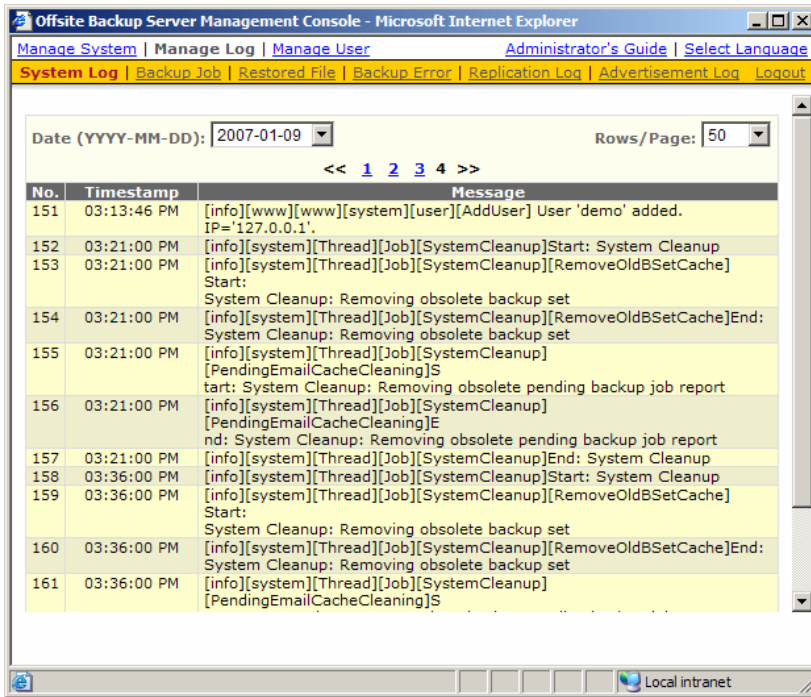 Offsite Backup Server Management Console - Microsoft Internet Explorer
Manage System | Manage Log | Manage User Administrator's Guide | Select Language
System Log | Backup Job | Restored File | Backup Error | Replication Log | Advertisement Log Logout
Date (YYYY-MM-DD): 2007-01-09 Rows/Page: 50
<< 1 2 3 4 >>
No. Timestamp Message
151 03:13:46 PM [info][www][www][system][user][AddUser] User 'demo' added.
IP='127.0.0.1'.
152 03:21:00 PM [info][system][Thread][Job][SystemCleanup]Start: System Cleanup
153 03:21:00 PM [info][system][Thread][Job][SystemCleanup][RemoveOldBSetCache]
Start:
System Cleanup: Removing obsolete backup set
154 03:21:00 PM [info][system][Thread][Job][SystemCleanup][RemoveOldBSetCache]End:
System Cleanup: Removing obsolete backup set
155 03:21:00 PM [info][system][Thread][Job][SystemCleanup]
[PendingEmailCacheCleaning]S
tart: System Cleanup: Removing obsolete pending backup job report
156 03:21:00 PM [info][system][Thread][Job][SystemCleanup]
[PendingEmailCacheCleaning]E
nd: System Cleanup: Removing obsolete pending backup job report
157 03:21:00 PM [info][system][Thread][Job][SystemCleanup]End: System Cleanup
158 03:36:00 PM [info][system][Thread][Job][SystemCleanup]Start: System Cleanup
159 03:36:00 PM [info][system][Thread][Job][SystemCleanup][RemoveOldBSetCache]
Start:
System Cleanup: Removing obsolete backup set
160 03:36:00 PM [info][system][Thread][Job][SystemCleanup][RemoveOldBSetCache]End:
System Cleanup: Removing obsolete backup set
161 03:36:00 PM [info][system][Thread][Job][SystemCleanup]
[PendingEmailCacheCleaning]S
Local intranet